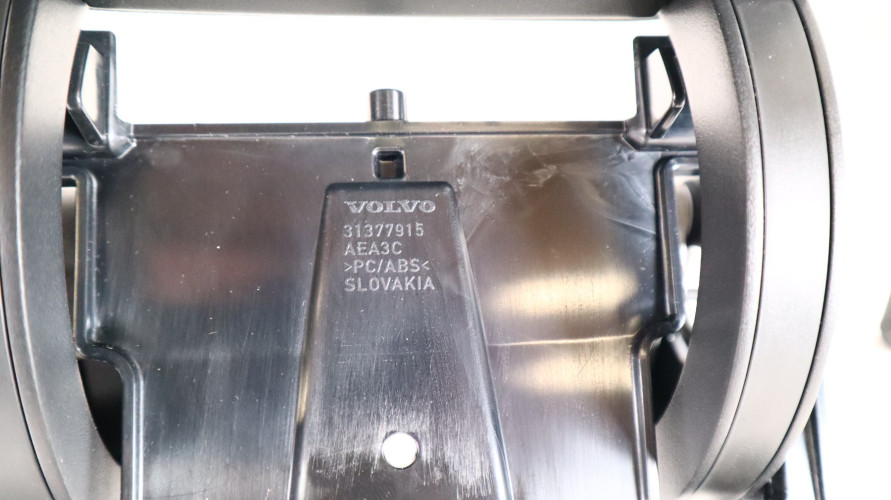 VOLVO
31377915
AEA3C
>PC/ABS<
SLOVAKIA